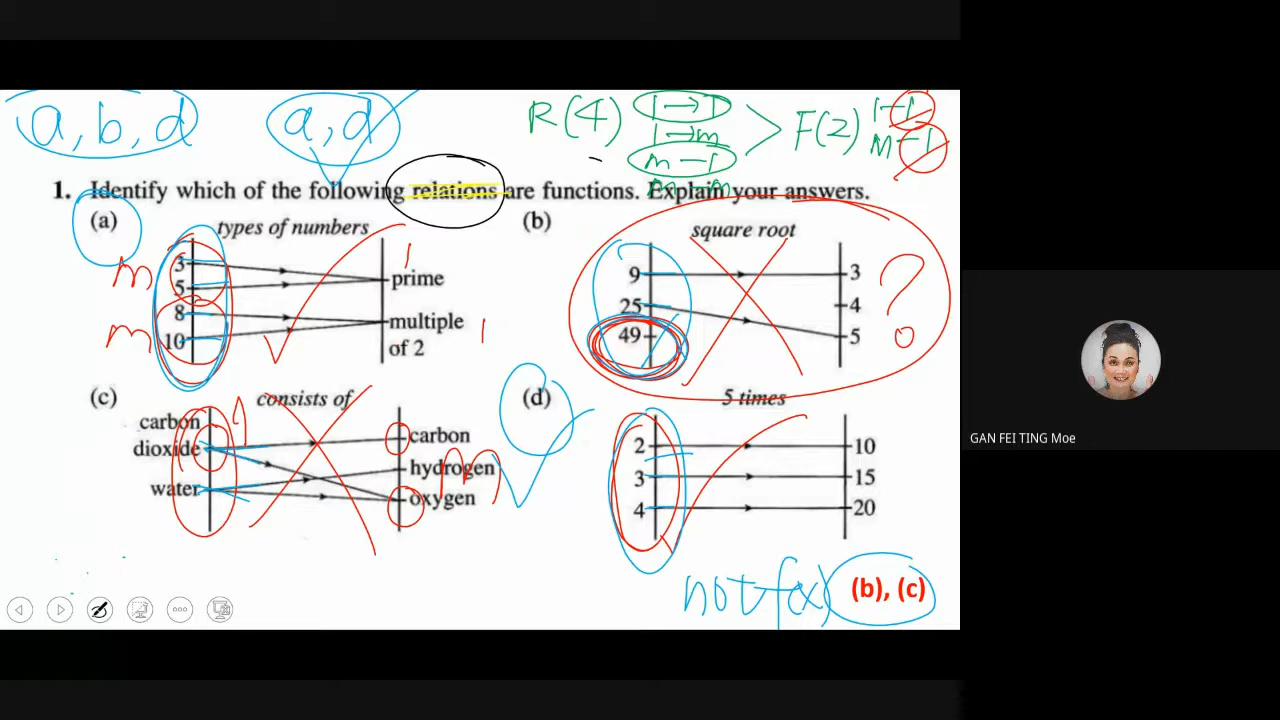 a, b, d
a, d
R(4)
1→1
1→m
m-1
m-m
> F(2)
1-1
M-1
1. Identify which of the following relations are functions. Explain your answers.
(a)
types of numbers
3
5
8
10
prime
multiple
of 2
m
m
1
1
(b)
square root
9
25
49
3
4
5
?
(c)
consists of
carbon
dioxide
water
carbon
hydrogen
oxygen
1
m
(d)
5 times
2
3
4
10
15
20
not f(x) (b), (c)
GAN FEI TING Moe